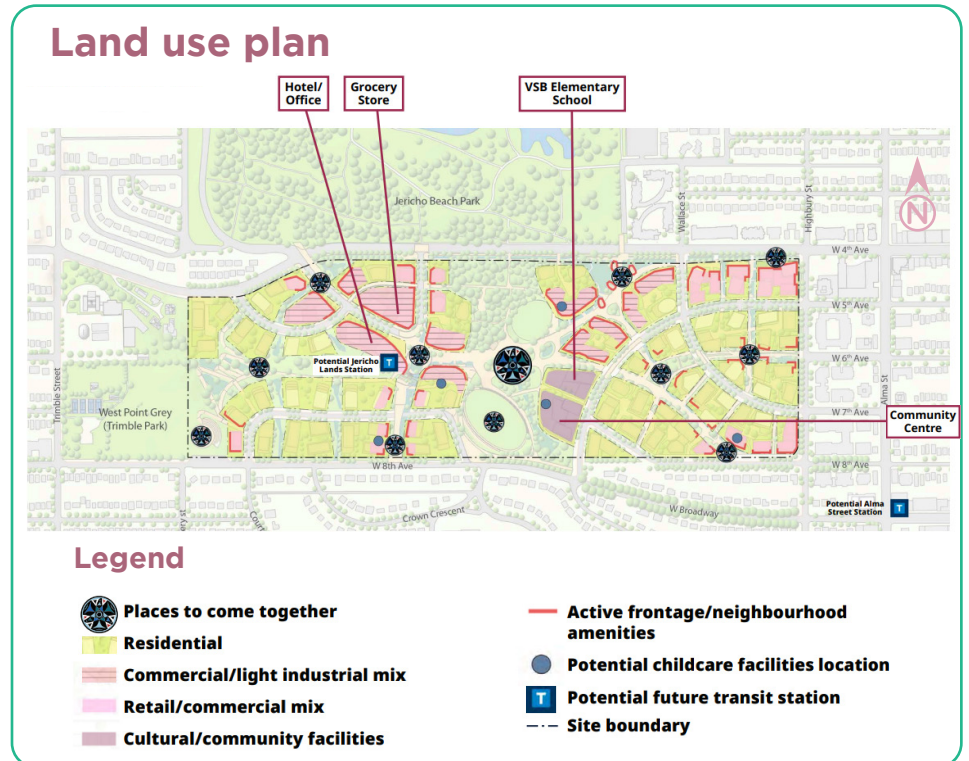 Land use plan
Hotel/
Office
Grocery
Store
VSB Elementary
School
Jericho Beach Park
Wallace St
Highbury St
N
W 4th Ave
W 5th Ave
Potential Jericho
Lands Station
T
W 6th Ave
Trimble Street
West Point Grey
(Trimble Park)
Alma St
W 7th Ave
Community
Centre
W 8th Ave
W 8th Ave
Crown Crescent
W Broadway
Potential Alma
Street Station
T
Legend
Places to come together
Residential
Commercial/light industrial mix
Retail/commercial mix
Cultural/community facilities
Active frontage/neighbourhood
amenities
Potential childcare facilities location
T
Potential future transit station
Site boundary